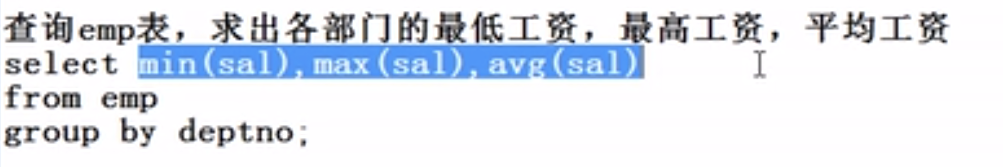 查询emp表，求出各部门的最低工资，最高工资，平均工资
select min(sal),max(sal),avg(sal)
from emp
group by deptno;